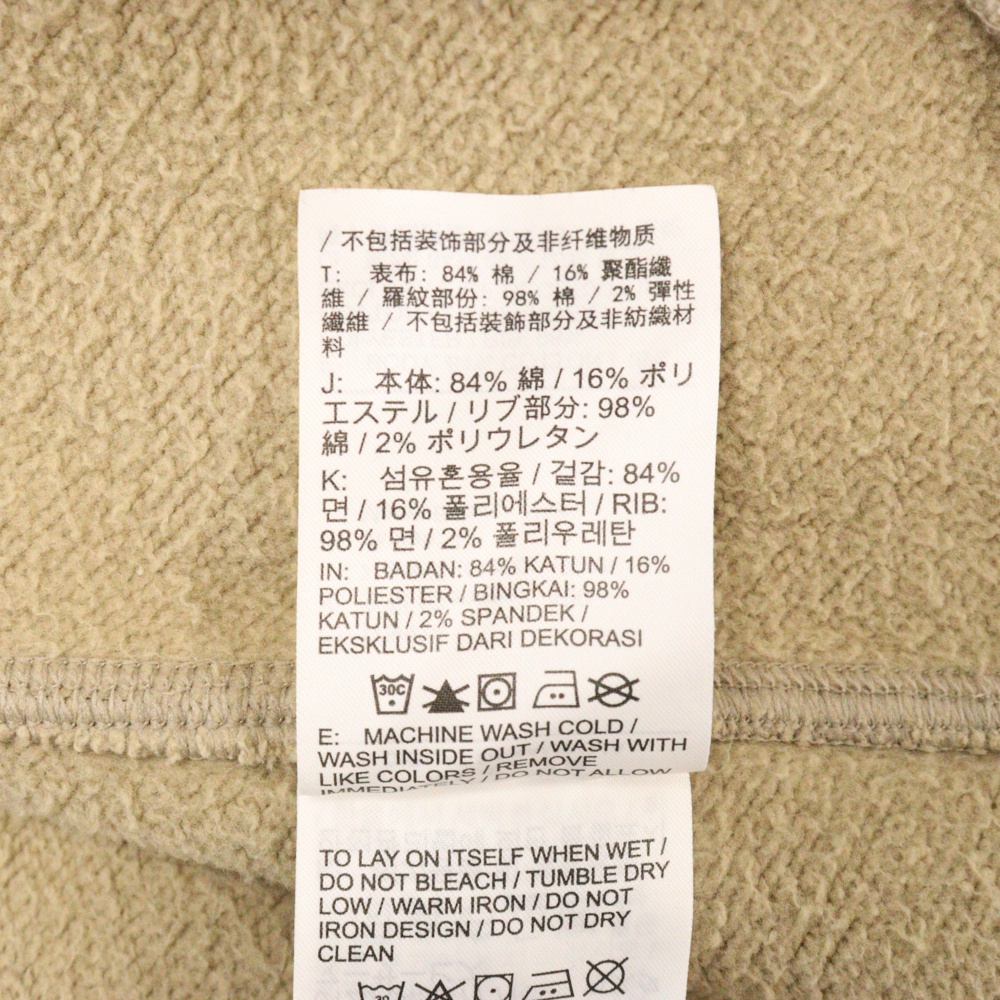 / 不包括装饰部分及非纤维物质
T: 表布: 84% 棉 / 16% 聚酯纖
維 / 羅紋部份: 98% 棉 / 2% 彈性
纖維 / 不包括裝飾部分及非紡織材
料
J: 本体: 84% 綿 / 16% ポリ
エステル / リブ部分: 98%
綿 / 2% ポリウレタン
K: 섬유혼용율 / 겉감: 84%
면 / 16% 폴리에스터 / RIB:
98% 면 / 2% 폴리우레탄
IN: BADAN: 84% KATUN / 16%
POLIESTER / BINGKAI: 98%
KATUN / 2% SPANDEK /
EKSKLUSIF DARI DEKORASI
30C
E: MACHINE WASH COLD /
WASH INSIDE OUT / WASH WITH
LIKE COLORS / REMOVE
IMMEDIATELY / DO NOT ALLOW
TO LAY ON ITSELF WHEN WET /
DO NOT BLEACH / TUMBLE DRY
LOW / WARM IRON / DO NOT
IRON DESIGN / DO NOT DRY
CLEAN
30